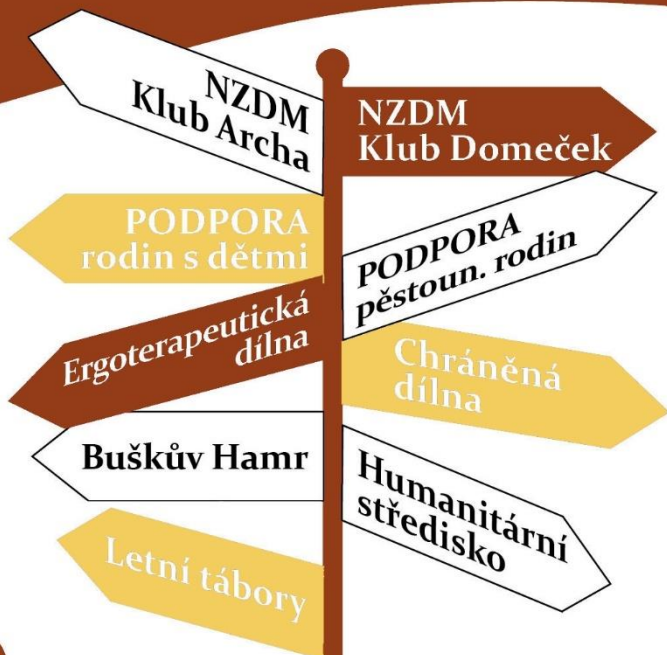 NZDM
Klub Archa
NZDM
Klub Domeček
PODPORA
rodin s dětmi
PODPORA
pěstoun. rodin
Ergoterapeutická
dílna
Chráněná
dílna
Buškův Hamr
Humanitární
středisko
Letní tábory